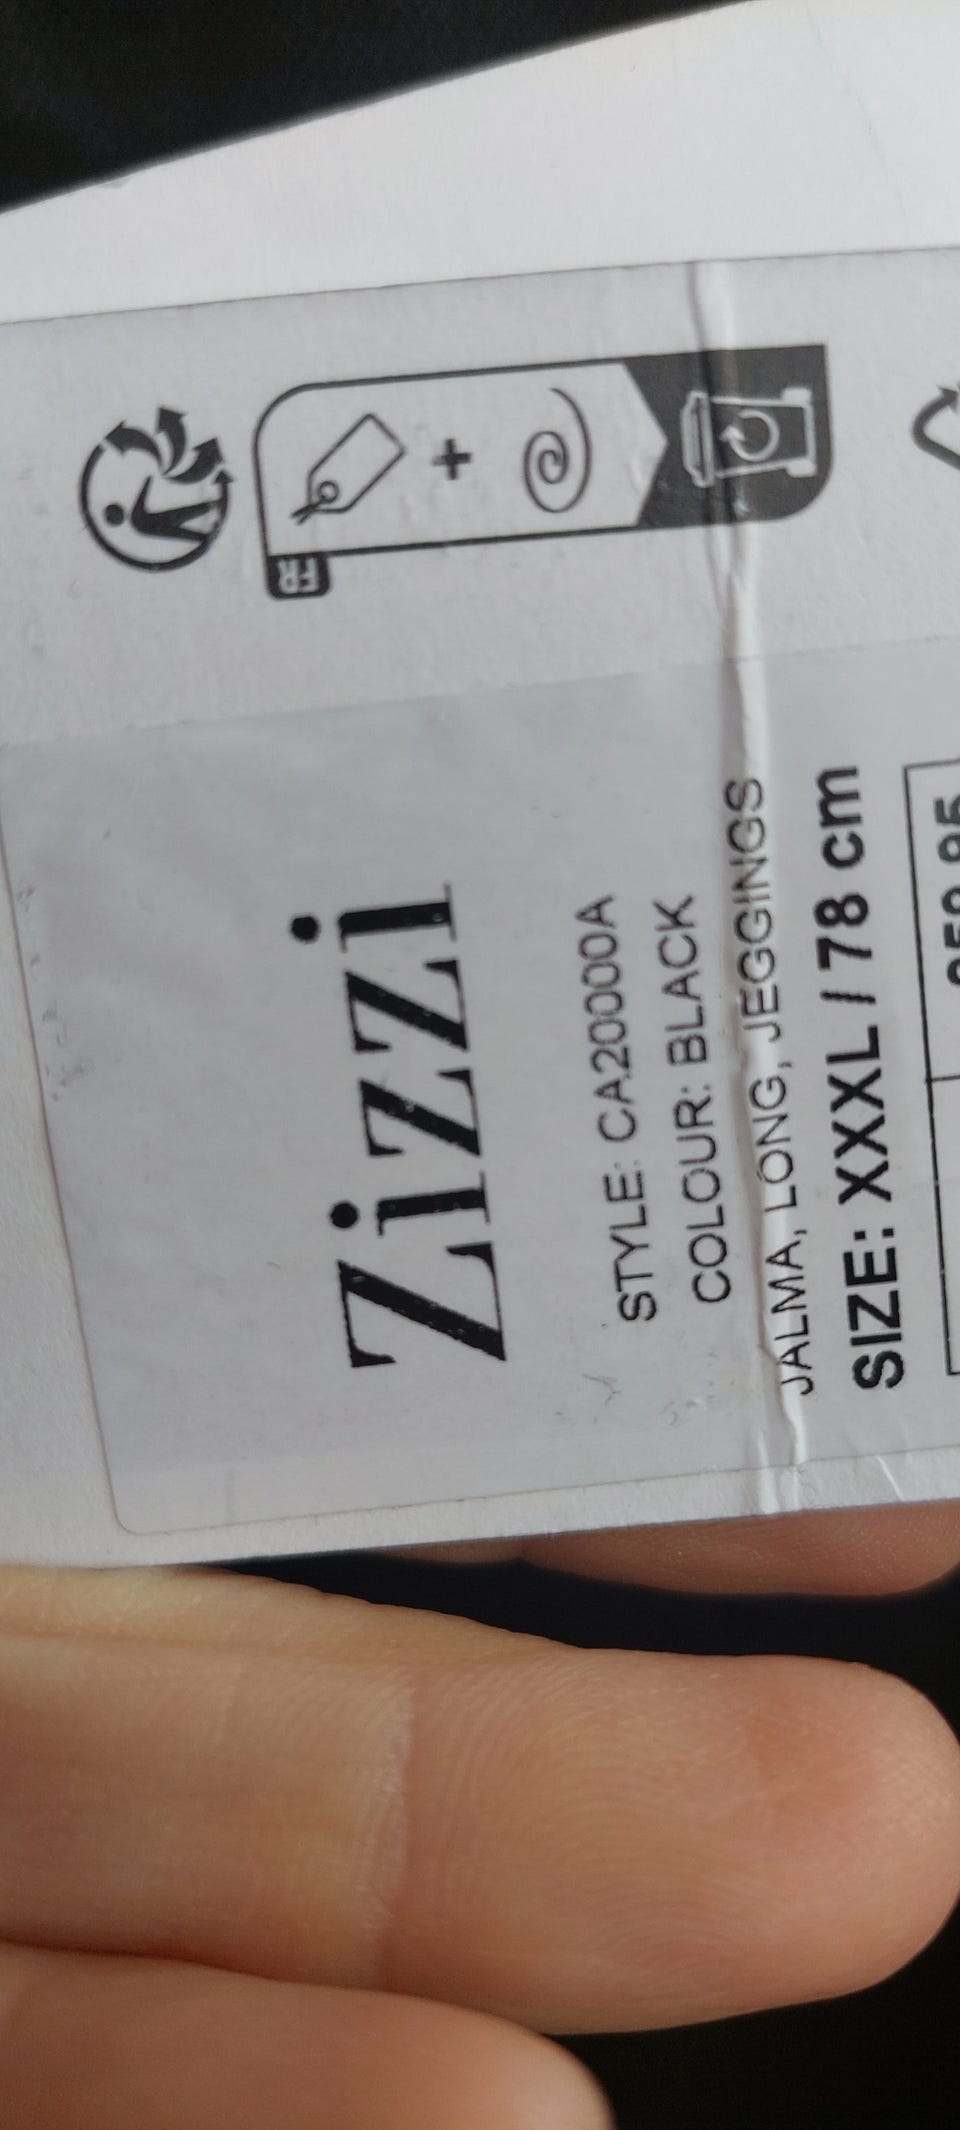 FR
Zizzi
STYLE: CA20000A
COLOUR: BLACK
JALMA, LONG, JEGGINGS
SIZE: XXXL / 78 cm